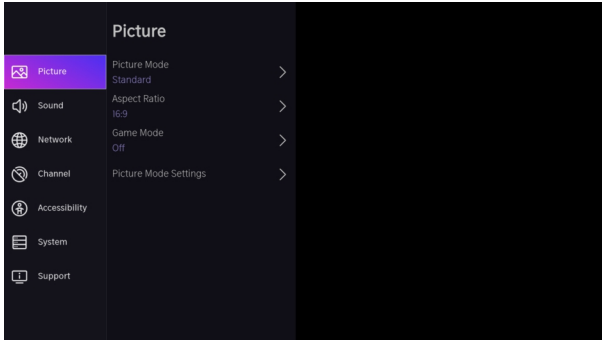 Picture
Picture
Sound
Network
Channel
Accessibility
System
Support
Picture Mode
Standard
Aspect Ratio
16:9
Game Mode
Off
Picture Mode Settings